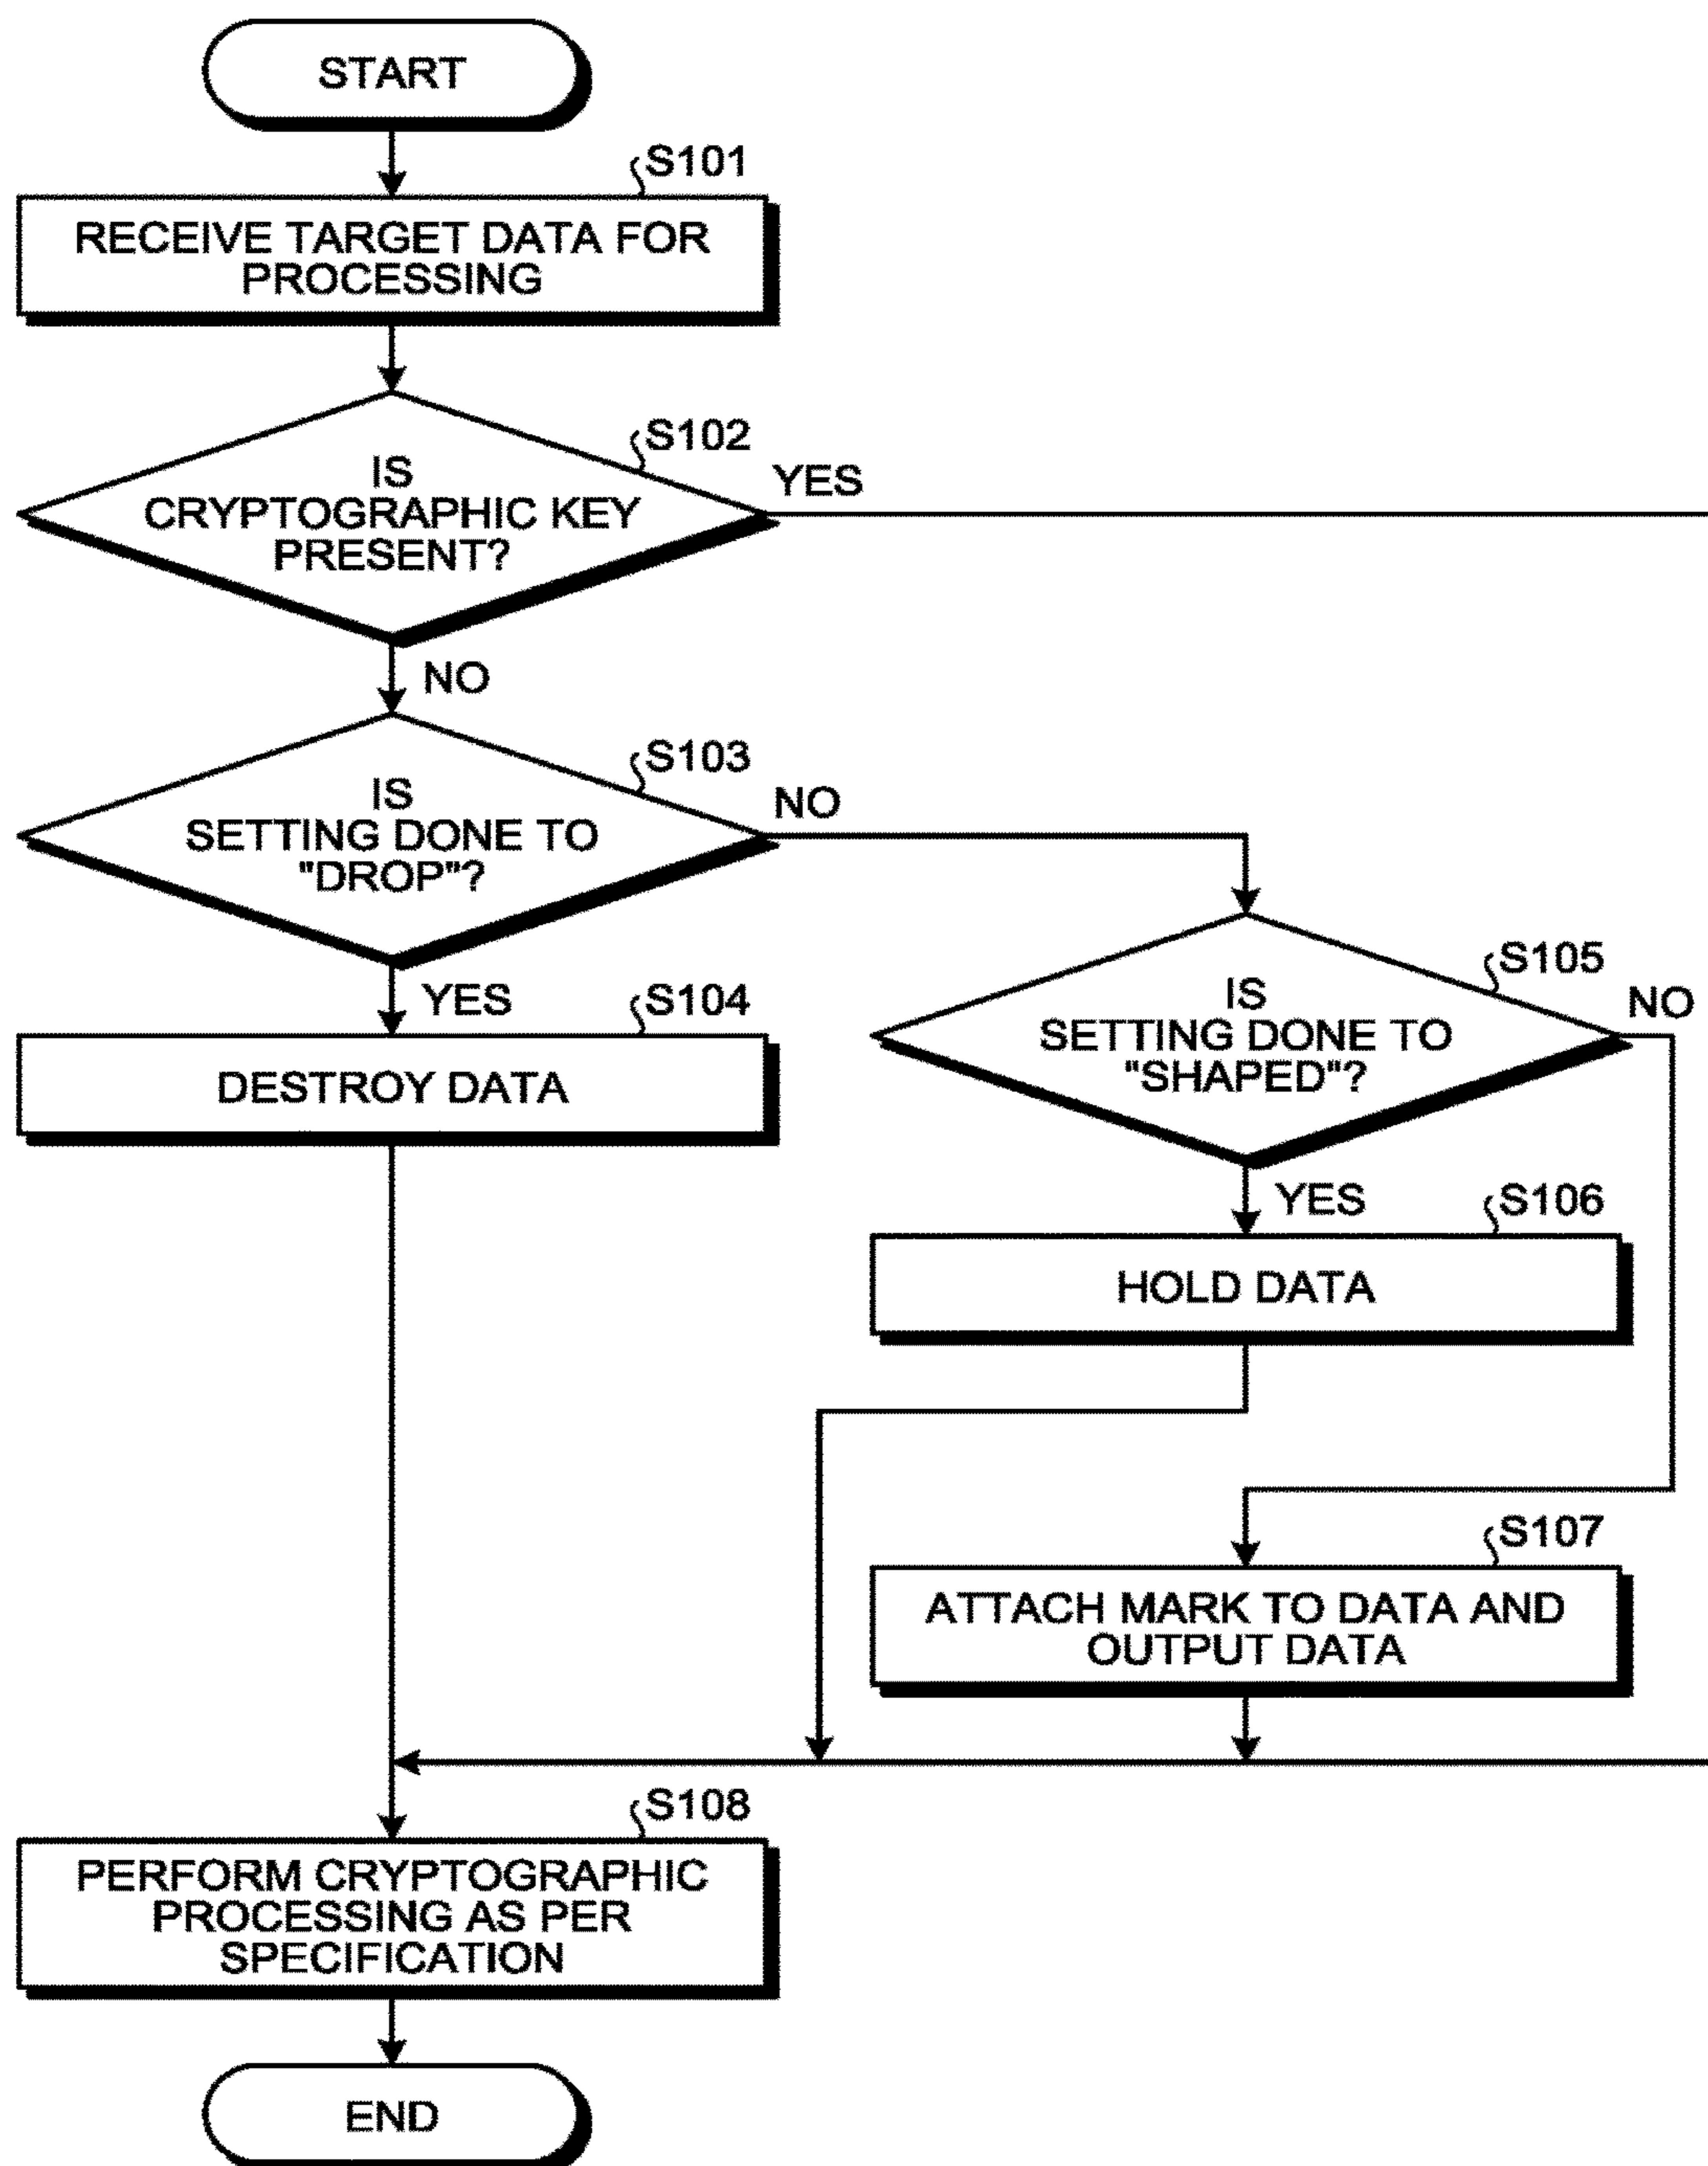 START
S101
RECEIVE TARGET DATA FOR
PROCESSING
S102
IS
CRYPTOGRAPHIC KEY
PRESENT?
YES
NO
S103
IS
SETTING DONE TO
"DROP"?
NO
YES
S104
DESTROY DATA
S105
IS
SETTING DONE TO
"SHAPED"?
NO
YES
S106
HOLD DATA
S107
ATTACH MARK TO DATA AND
OUTPUT DATA
S108
PERFORM CRYPTOGRAPHIC
PROCESSING AS PER
SPECIFICATION
END